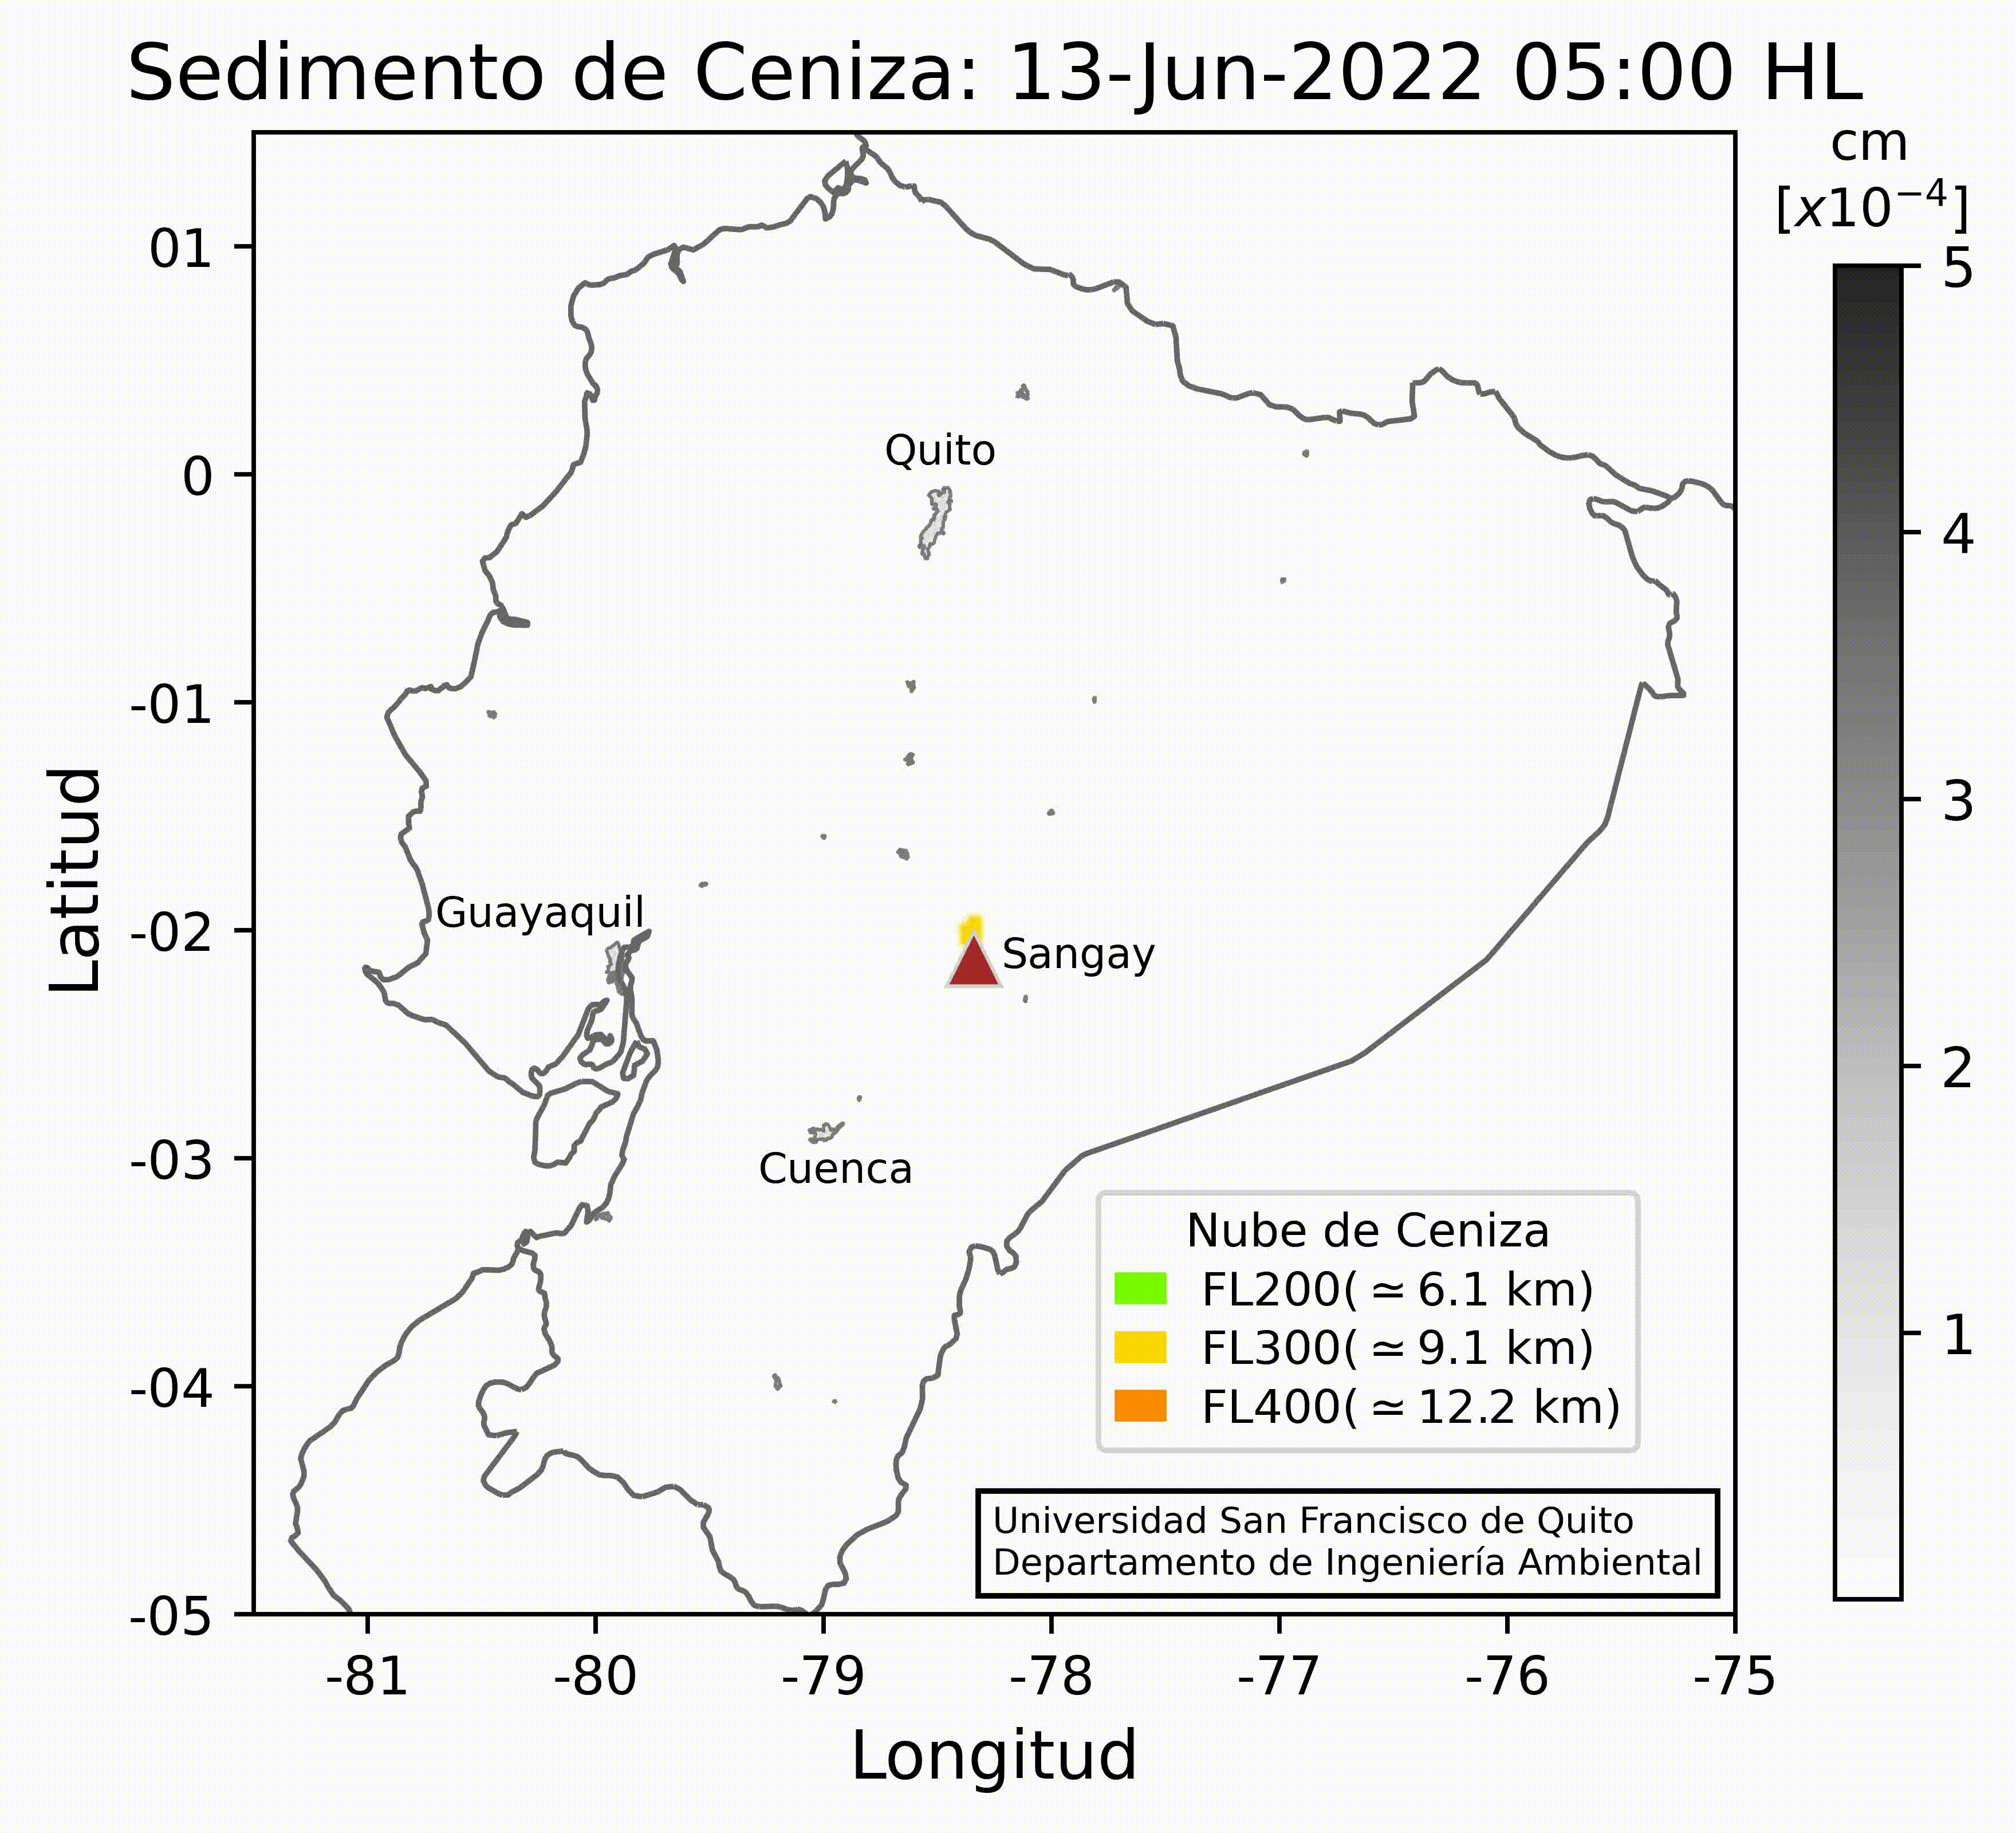 Sedimento de Ceniza: 13-Jun-2022 05:00 HL
cm
[x10⁻⁴]
5
4
3
2
1
01
0
-01
-02
-03
-04
-05
Latitud
Quito
Guayaquil
Sangay
Cuenca
Nube de Ceniza
FL200(≃6.1 km)
FL300(≃9.1 km)
FL400(≃12.2 km)
Universidad San Francisco de Quito
Departamento de Ingeniería Ambiental
-81 -80 -79 -78 -77 -76 -75
Longitud